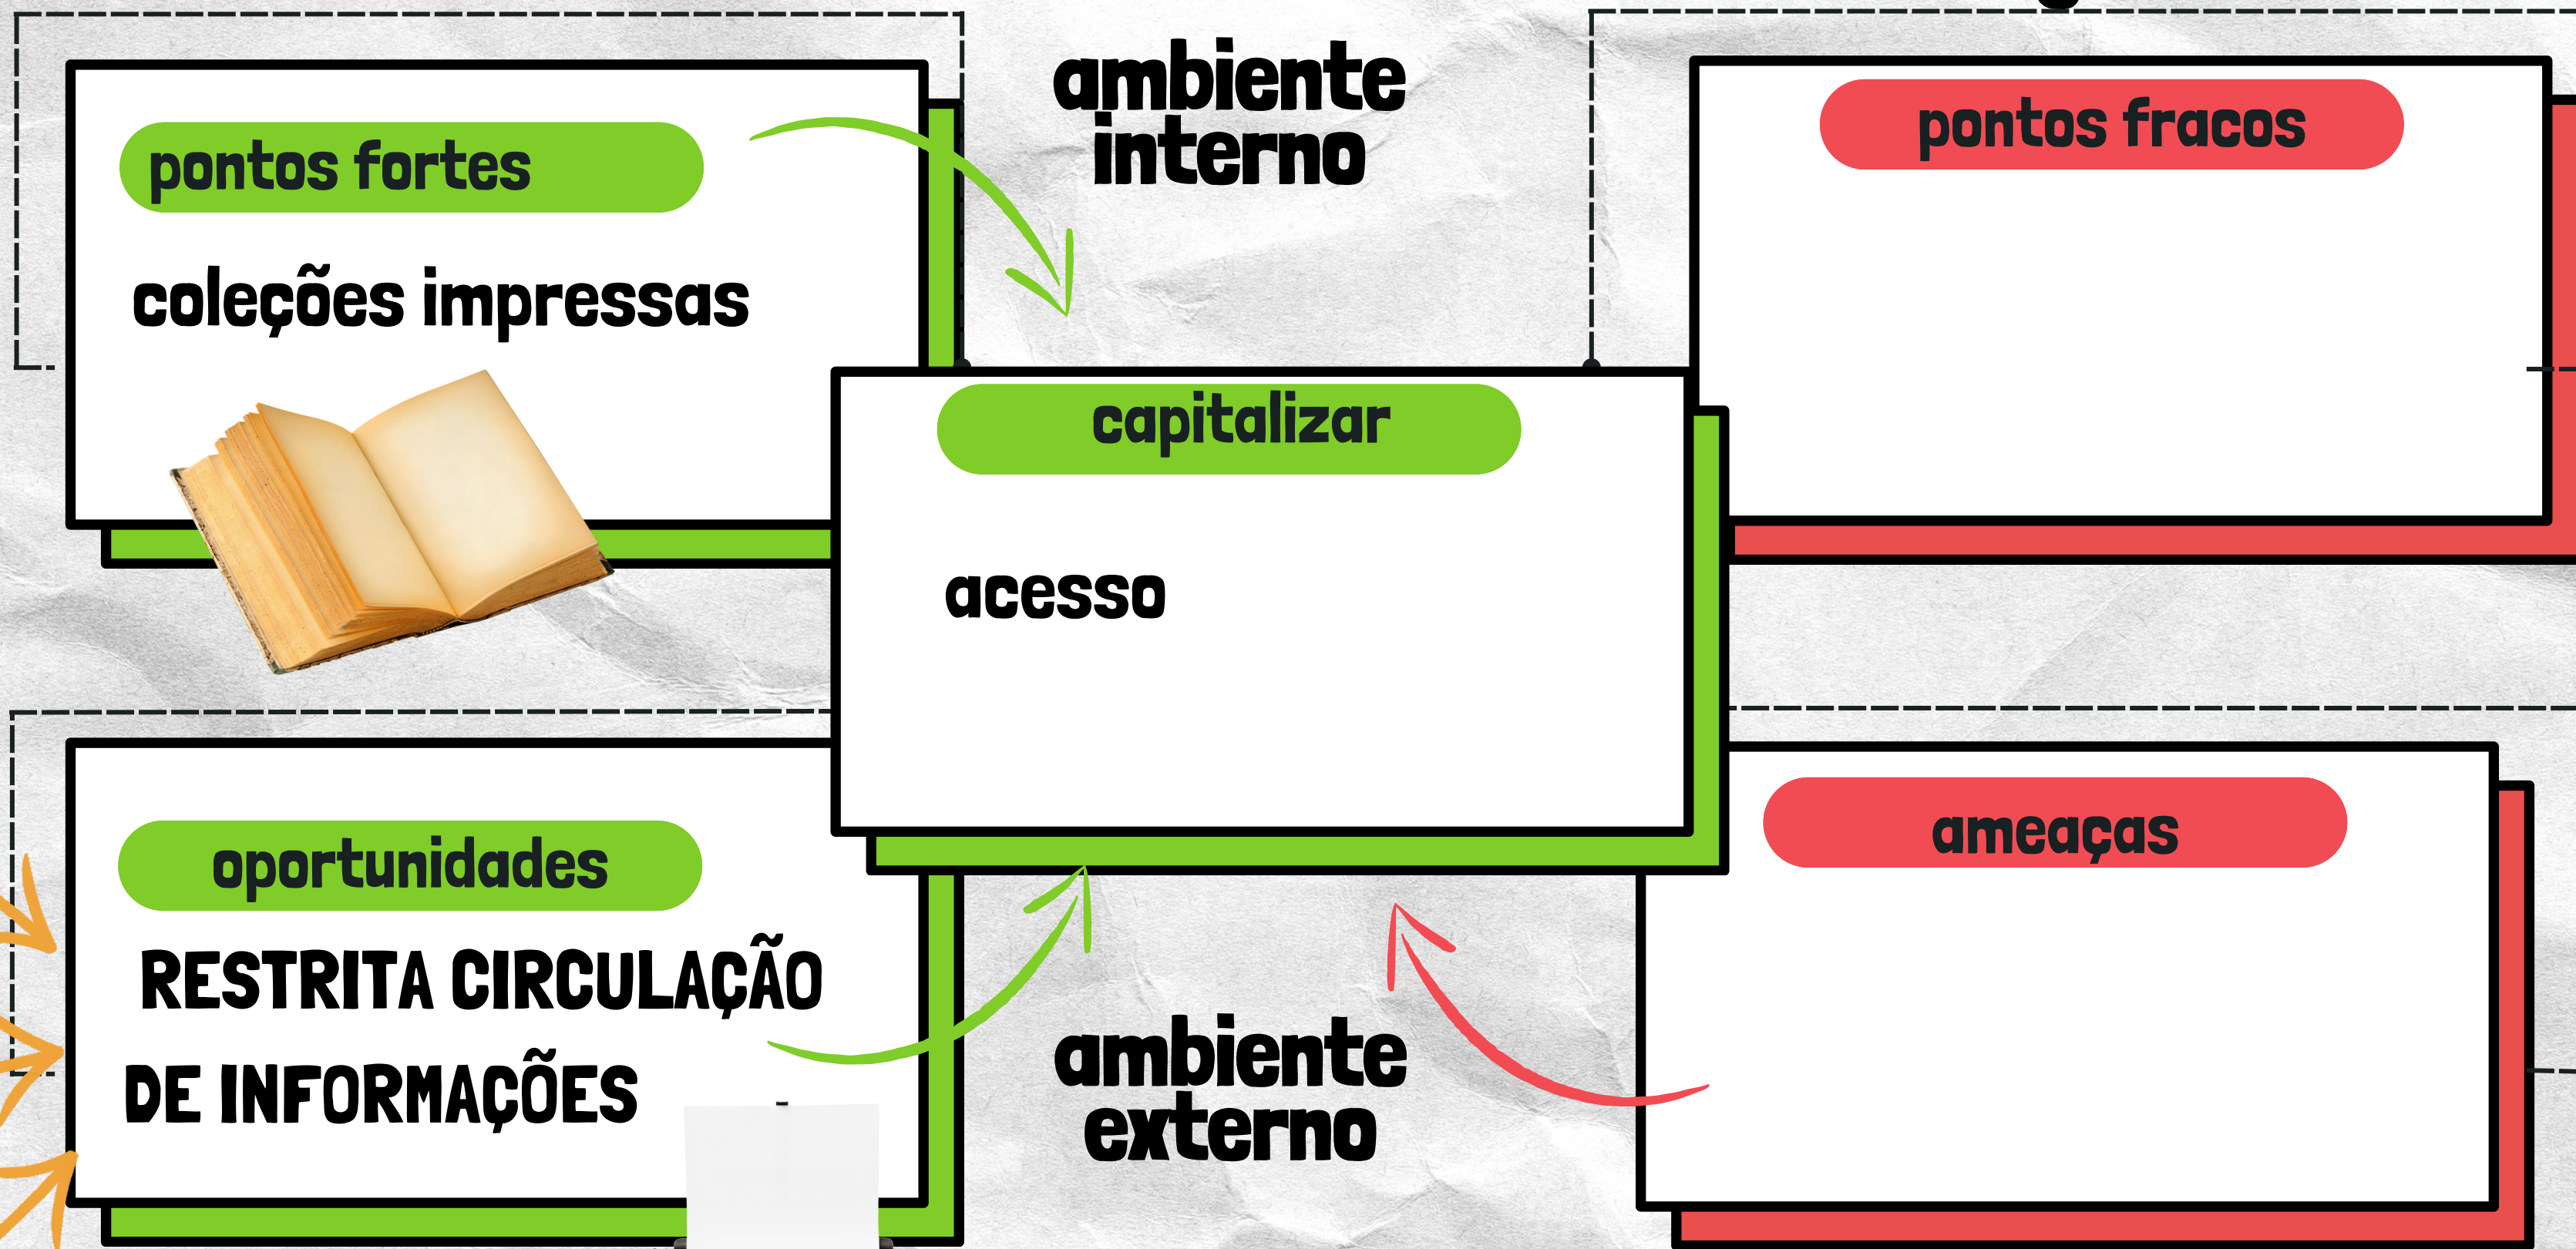 ambiente
interno
pontos fortes
coleções impressas
pontos fracos
capitalizar
acesso
oportunidades
RESTRITA CIRCULAÇÃO
DE INFORMAÇÕES
ameaças
ambiente
externo